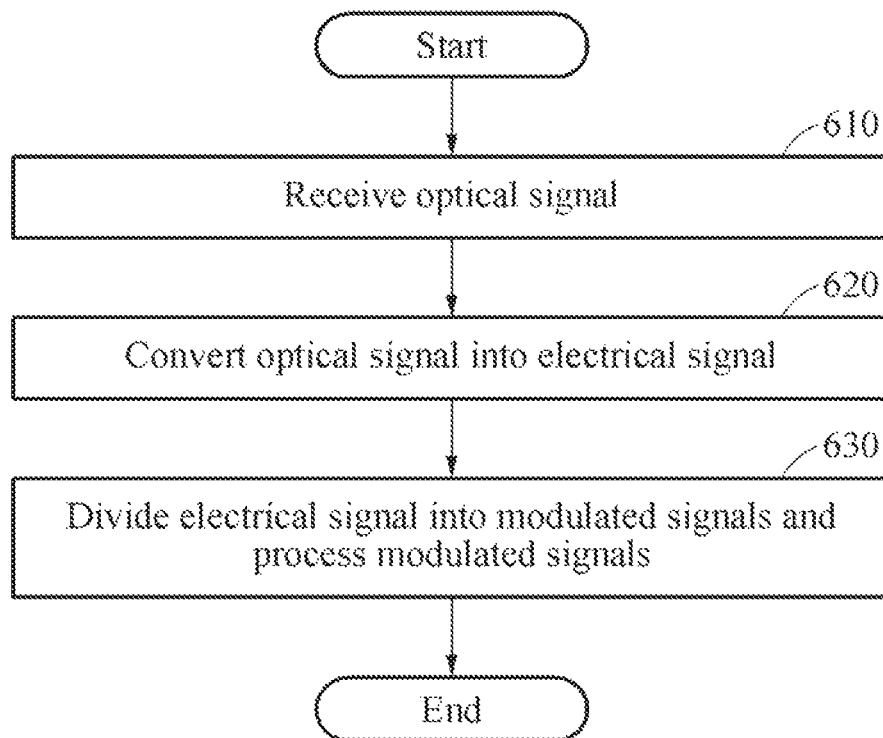 Start
610
Receive optical signal
620
Convert optical signal into electrical signal
630
Divide electrical signal into modulated signals and
process modulated signals
End